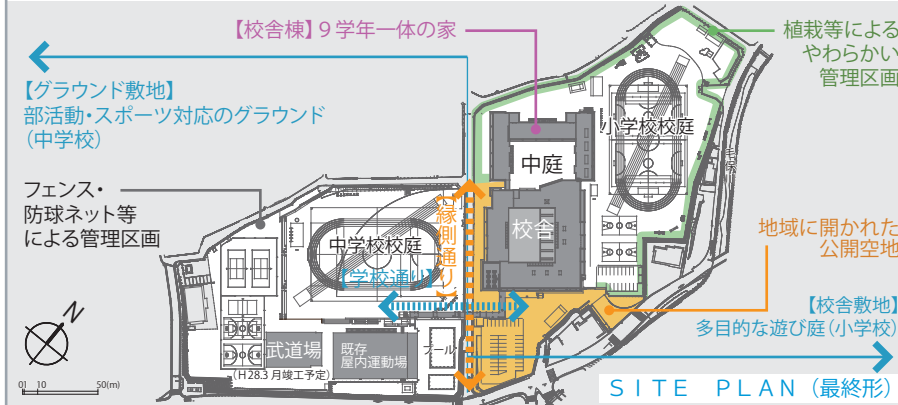 【校舎棟】9学年一体の家
植栽等による
やわらかい
管理区画
【グラウンド敷地】
部活動・スポーツ対応のグラウンド
(中学校)
小学校校庭
中庭
フェンス・
防球ネット等
による管理区画
【縁側通り】
校舎
中学校校庭
地域に開かれた
公開空地
【学校通り】
【校舎敷地】
多目的な遊び庭(小学校)
N
武道場
(H28.3月竣工予定)
既存
屋内運動場
プール
01 10 50(m)
SITE PLAN(最終形)